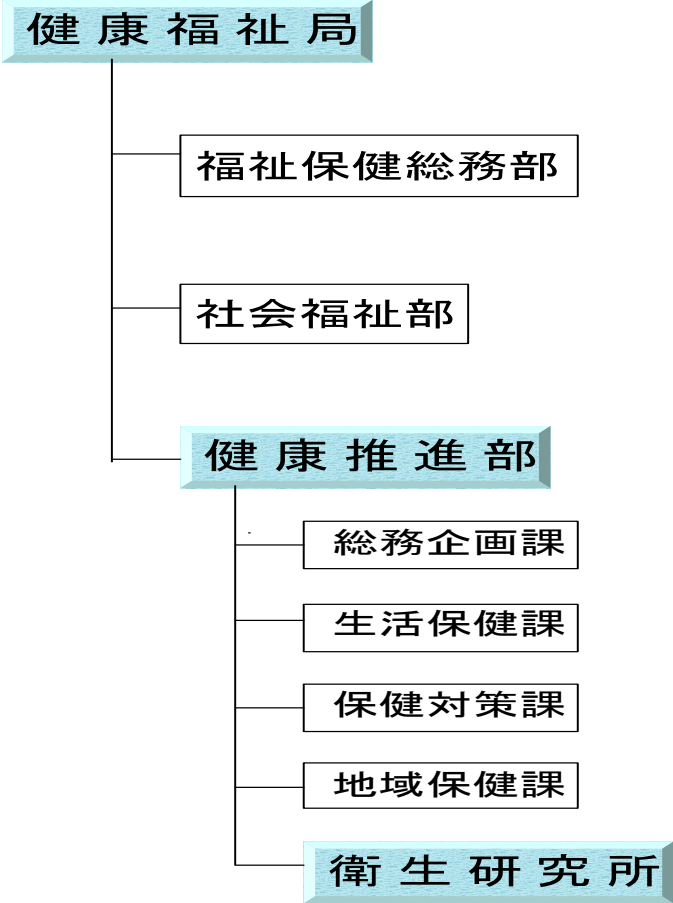 健康福祉局
福祉保健総務部
社会福祉部
健康推進部
総務企画課
生活保健課
保健対策課
地域保健課
衛生研究所